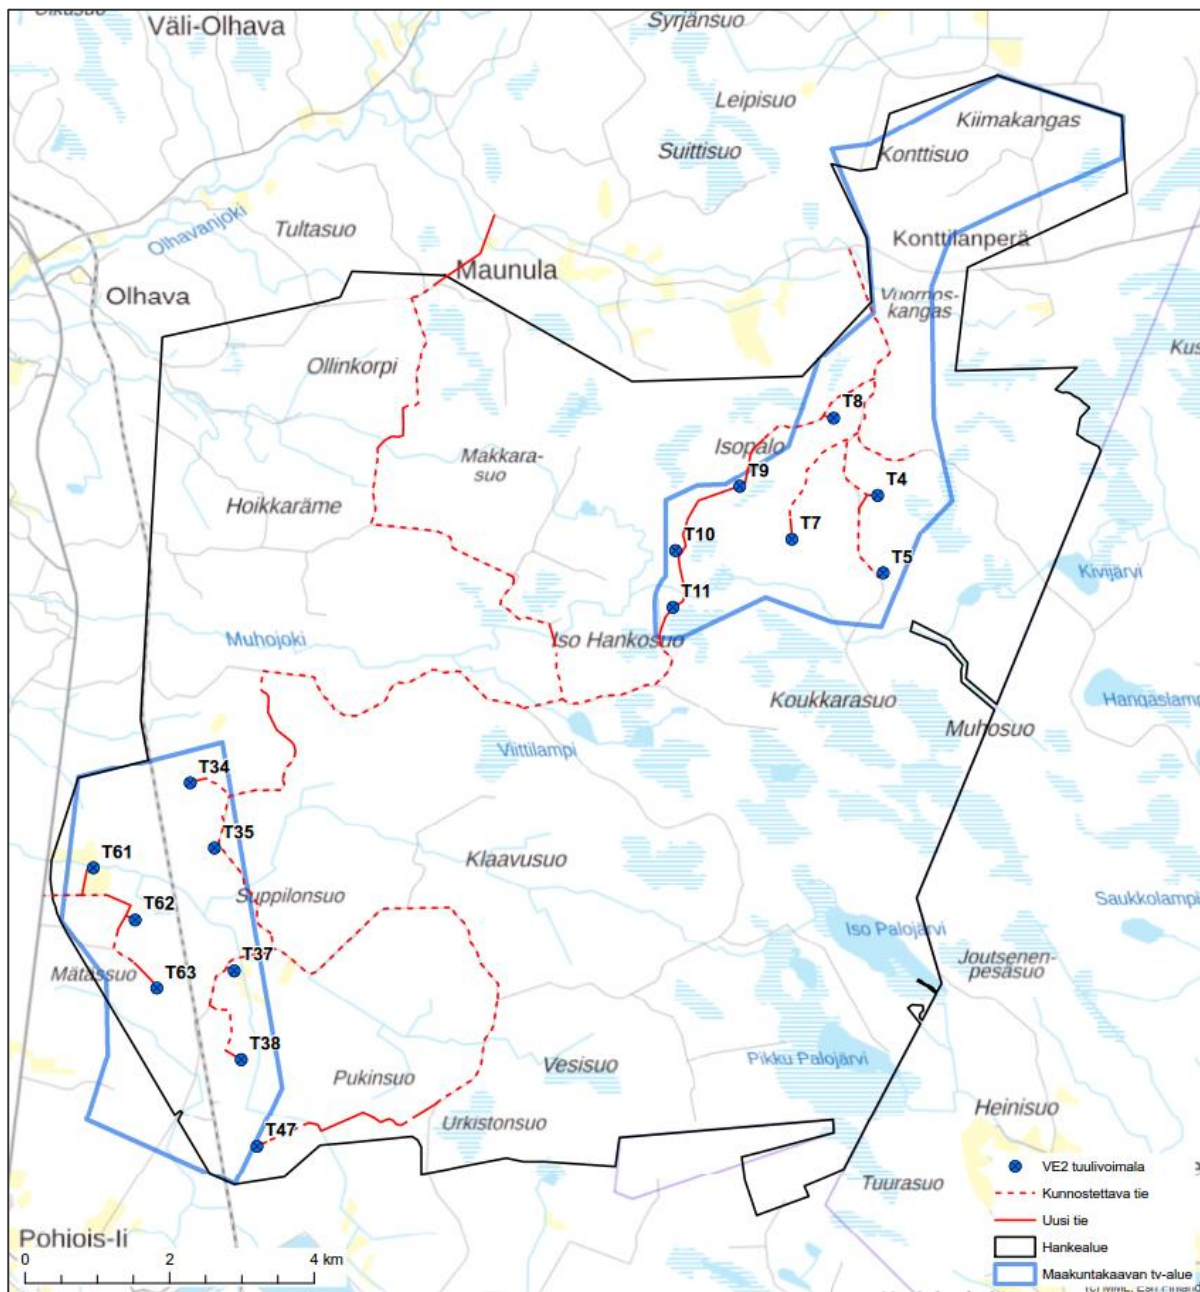 Väli-Olhava
Syrjänsuo
Leipisuo
Kiimakangas
Suittisuo
Konttisuo
Olhavanjoki
Tultasuo
Konttilanperä
Maunula
Olhava
Vuornos-
kangas
Ollinkorpi
T8
Isopalo
Makkara-
suo
T9
T4
Hoikkaräme
T10
T7
T5
Kivijärvi
T11
Muhojoki
Iso Hankosuo
Koukkarasuo
Muhosuo
Viittilampi
T34
T35
T61
Klaavusuo
Suppilonsuo
T62
Saukkolampi
Iso Palojärvi
T37
Joutsenen-
pesäsuo
Mätässuo
T63
T38
Vesisuo
Pikku Palojärvi
Pukinsuo
Heinisuo
T47
Urkistonsuo
VE2 tuulivoimala
Tuurasuo
Kunnostettava tie
Uusi tie
Pohjois-Ii
Hankealue
0 2 4 km
Maakuntakaavan tv-alue